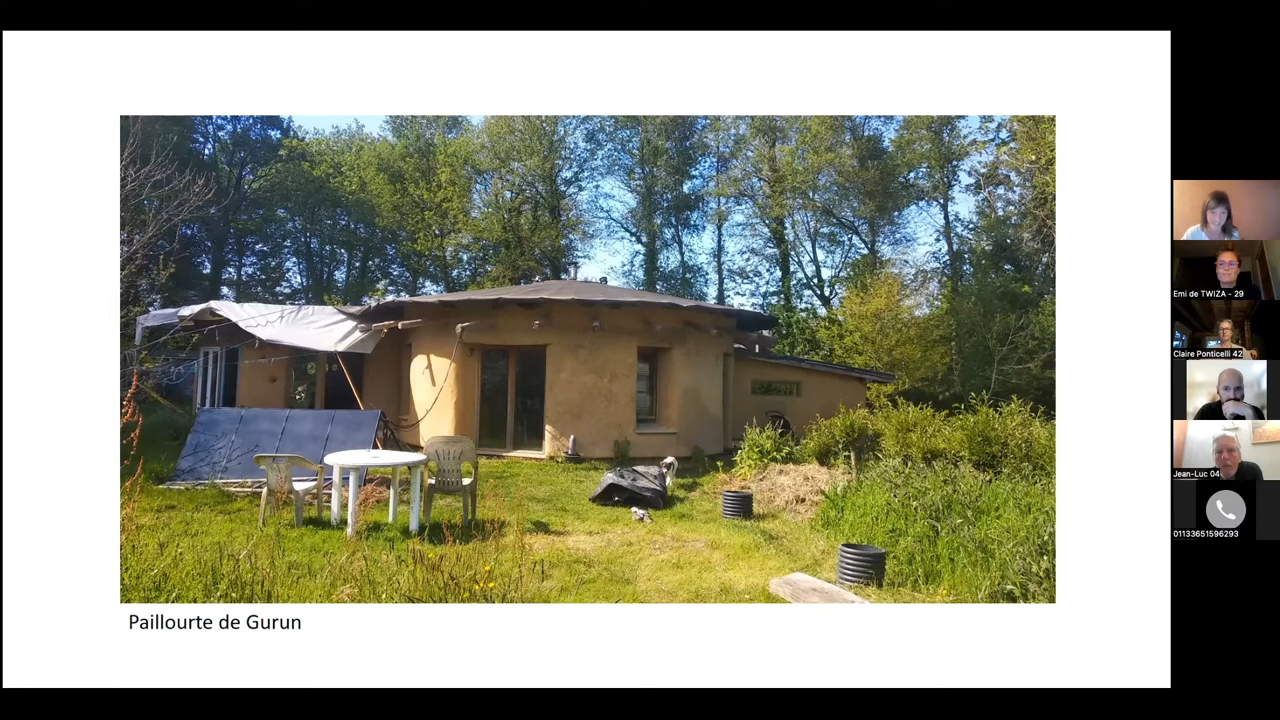 Paillourte de Gurun
Emi de TWIZA - 29
Claire Ponticelli 42
Jean-Luc 04
01133651596293